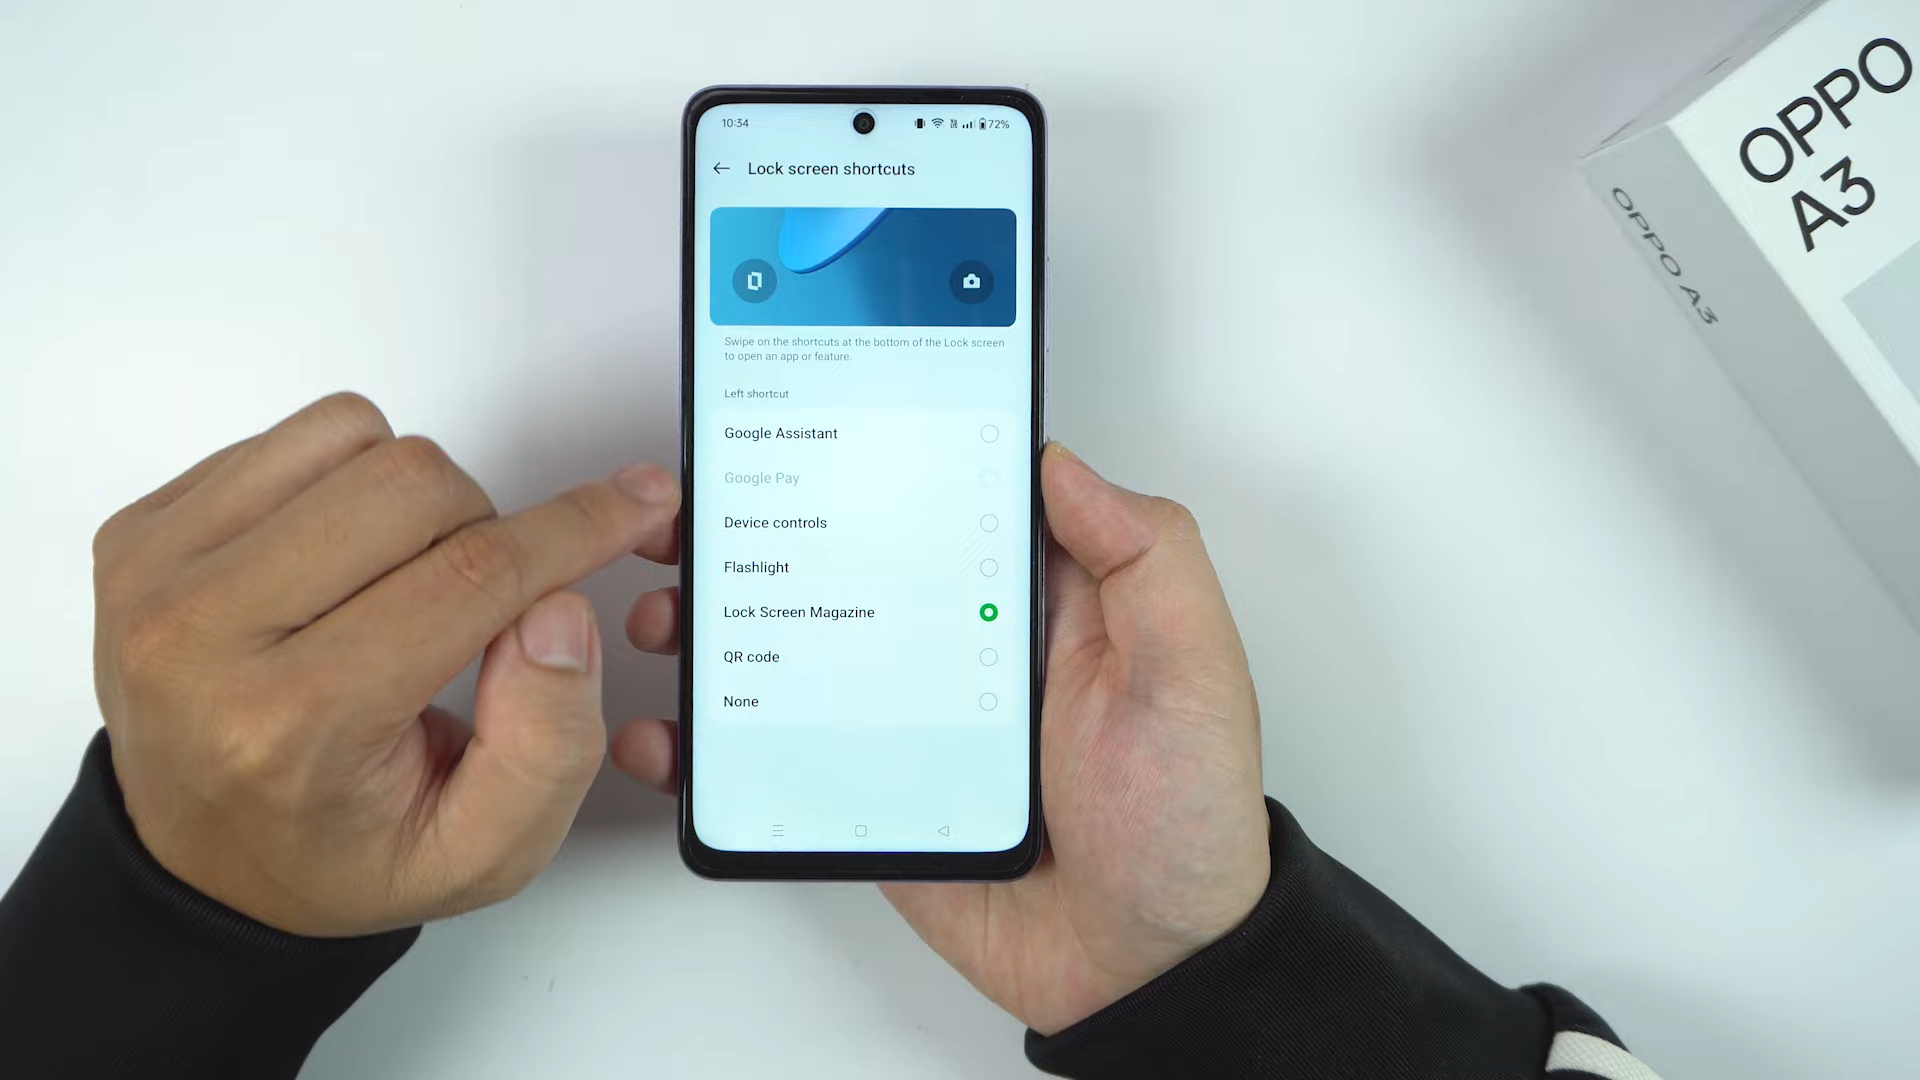 10:34
72%
Lock screen shortcuts
Swipe on the shortcuts at the bottom of the Lock screen
to open an app or feature.
Left shortcut
Google Assistant
Google Pay
Device controls
Flashlight
Lock Screen Magazine
QR code
None
OPPO
A3
OPPO A3